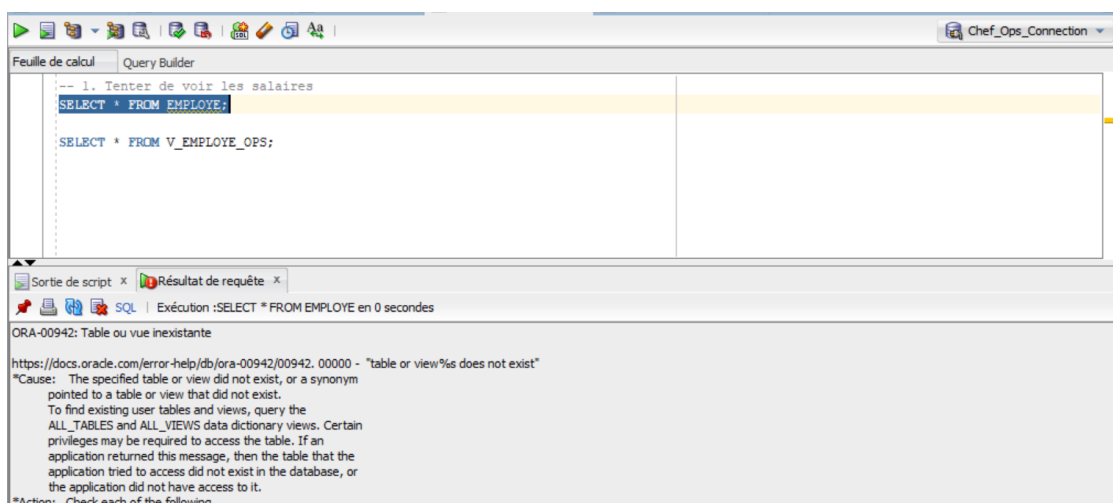 Chef_Ops_Connection
Feuille de calcul Query Builder
-- 1. Tenter de voir les salaires
SELECT * FROM EMPLOYE;
SELECT * FROM V_EMPLOYE_OPS;
Sortie de script x Résultat de requête x
SQL | Exécution :SELECT * FROM EMPLOYE en 0 secondes
ORA-00942: Table ou vue inexistante
https://docs.oracle.com/error-help/db/ora-00942/00942. 00000 - "table or view%s does not exist"
*Cause: The specified table or view did not exist, or a synonym
pointed to a table or view that did not exist.
To find existing user tables and views, query the
ALL_TABLES and ALL_VIEWS data dictionary views. Certain
privileges may be required to access the table. If an
application returned this message, then the table that the
application tried to access did not exist in the database, or
the application did not have access to it.
*Action: Check each of the following